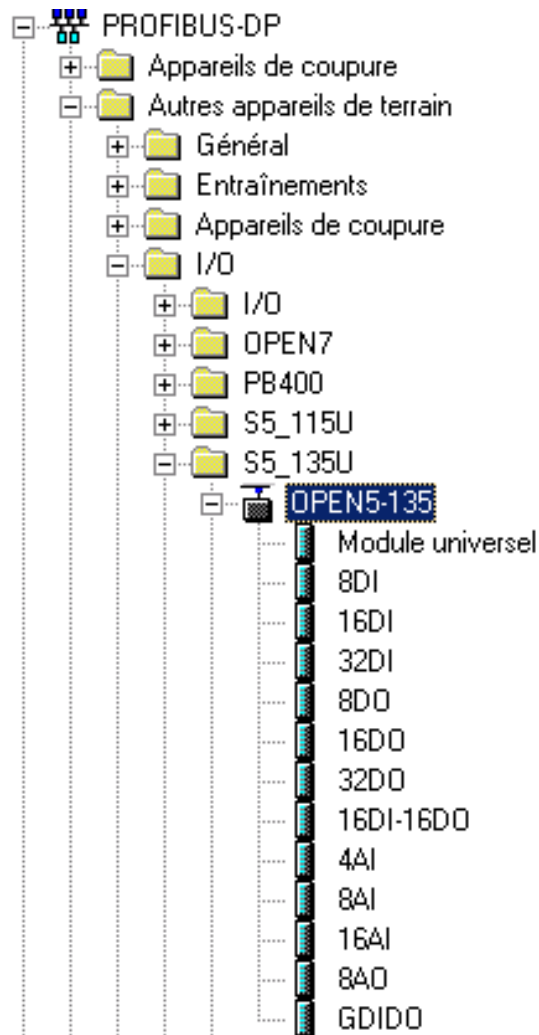 PROFIBUS-DP
Appareils de coupure
Autres appareils de terrain
Général
Entraînements
Appareils de coupure
I/O
I/O
OPEN7
PB400
S5_115U
S5_135U
OPEN5-135
Module universel
8DI
16DI
32DI
8DO
16DO
32DO
16DI-16DO
4AI
8AI
16AI
8AO
GDIDO